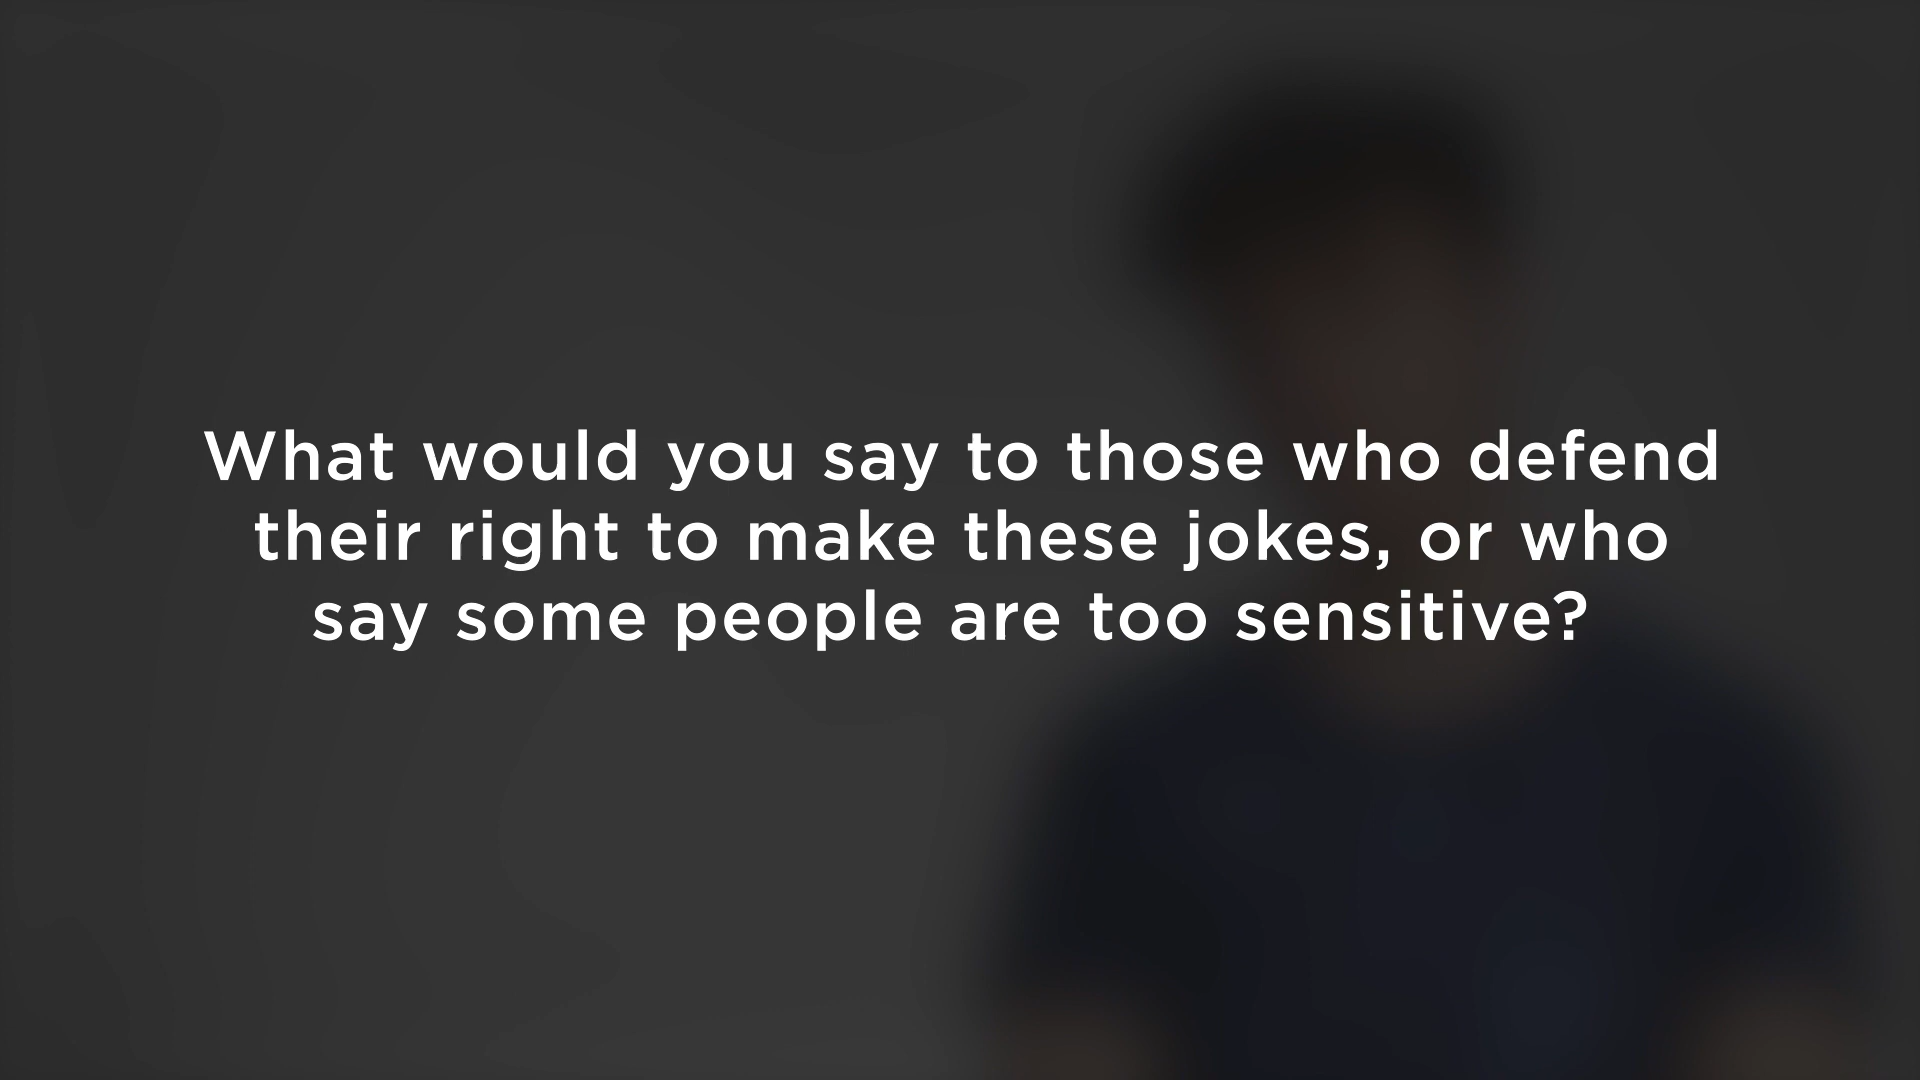 What would you say to those who defend
their right to make these jokes, or who
say some people are too sensitive?